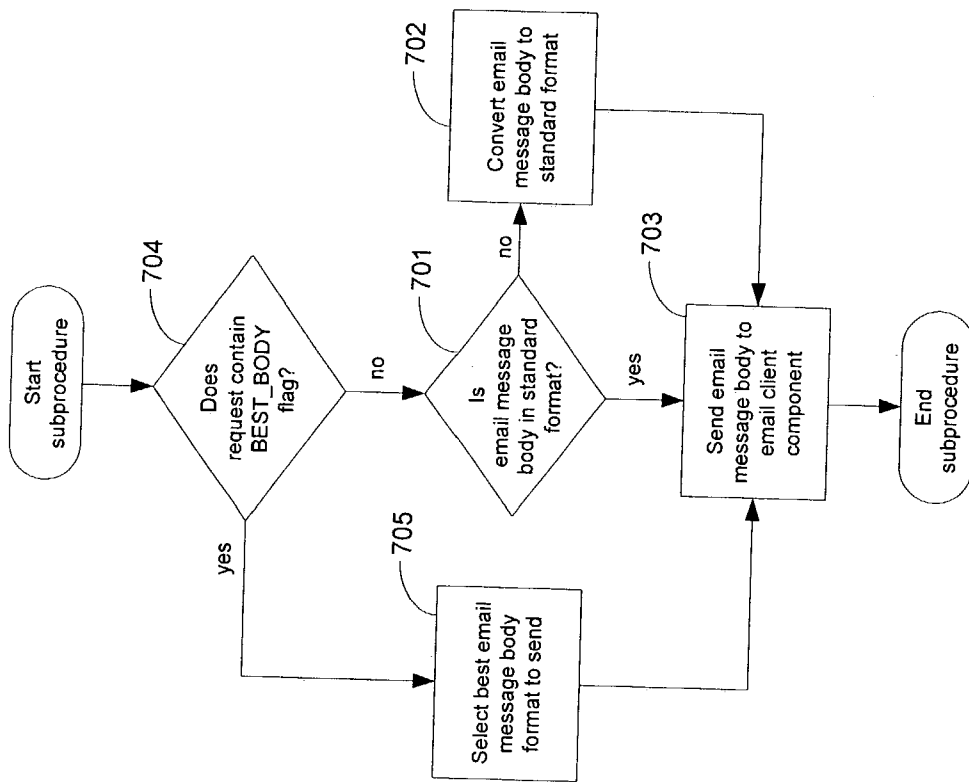 Start
subprocedure
704
Does
request contain
BEST_BODY
flag?
yes
no
705
Select best email
message body
format to send
701
Is
email message
body in standard
format?
no
yes
702
Convert email
message body to
standard format
703
Send email
message body to
email client
component
End
subprocedure